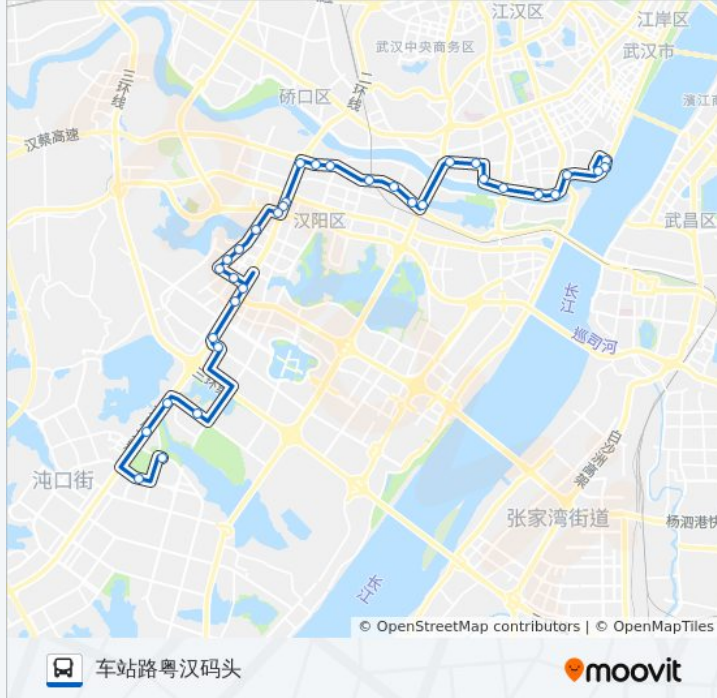 江汉区
江岸区
武汉中央商务区
武汉市
三环线
二环线
硚口区
汉蔡高速
汉阳区
武昌区
长江
巡司河
三环
沌口街
白沙洲高架
张家湾街道
杨泗港快
长江
© OpenStreetMap contributors | © OpenMapTiles
车站路粤汉码头
moovit